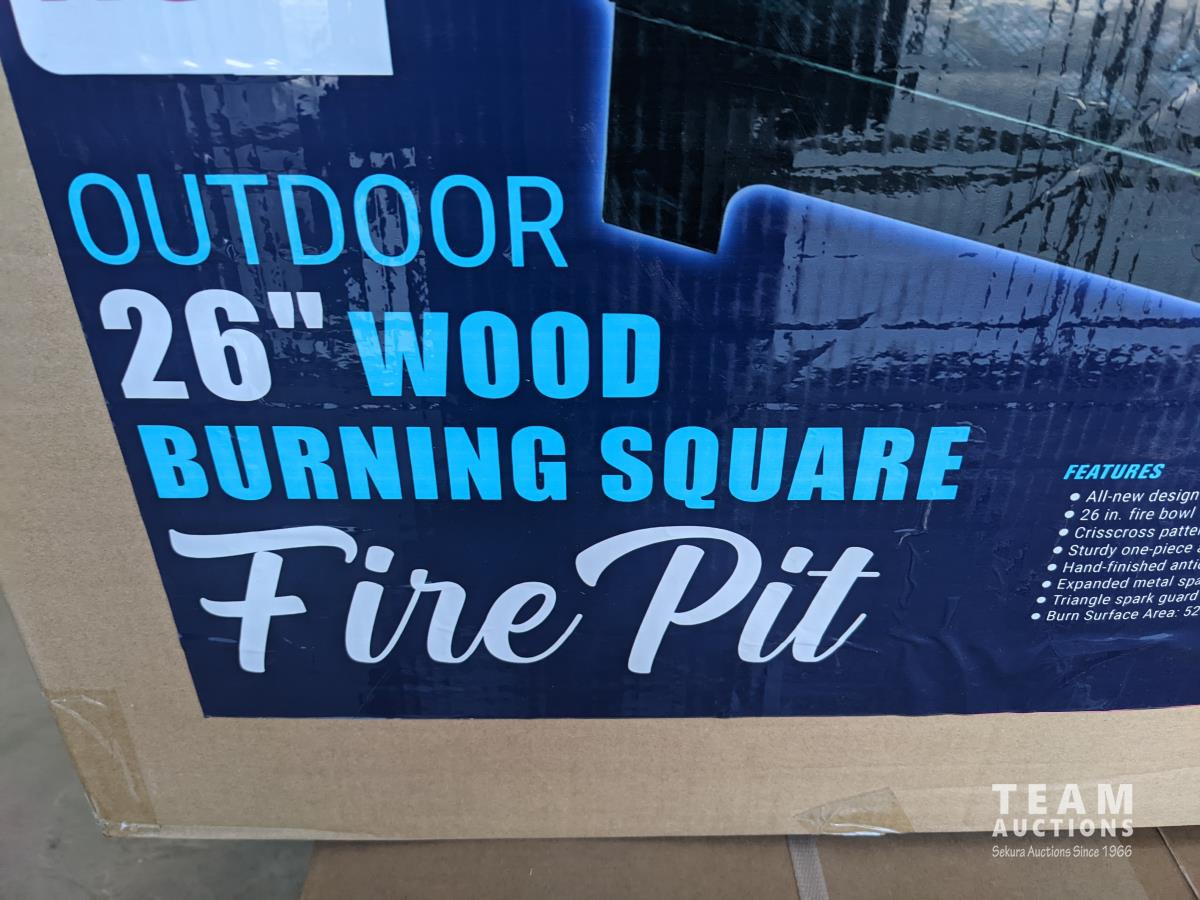 OUTDOOR
26" WOOD
BURNING SQUARE
Fire Pit
FEATURES
• All-new design
• 26 in. fire bowl
• Crisscross
• Sturdy one-piece
• Hand-finished
• Expanded metal
• Triangle spark guard
• Burn Surface Area: 52
TEAM
AUCTIONS
Sekura Auctions Since 1966